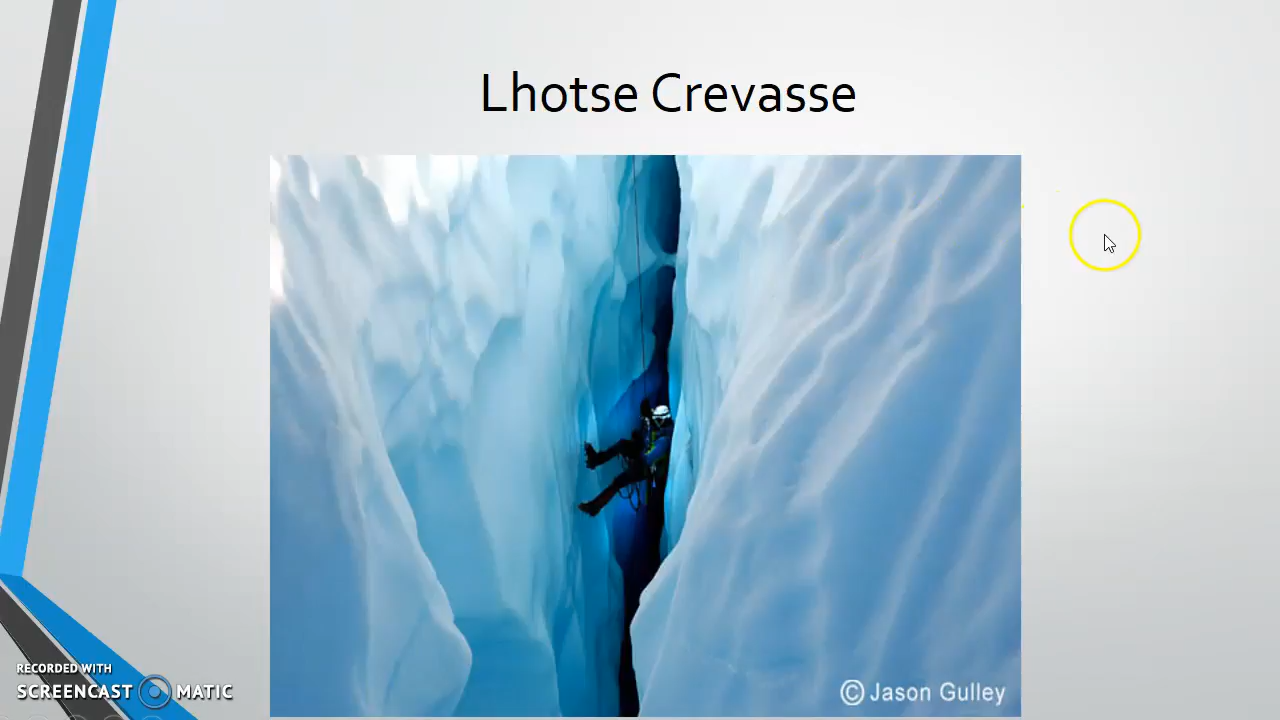 Lhotse Crevasse
© Jason Gulley
RECORDED WITH
SCREENCAST MATIC